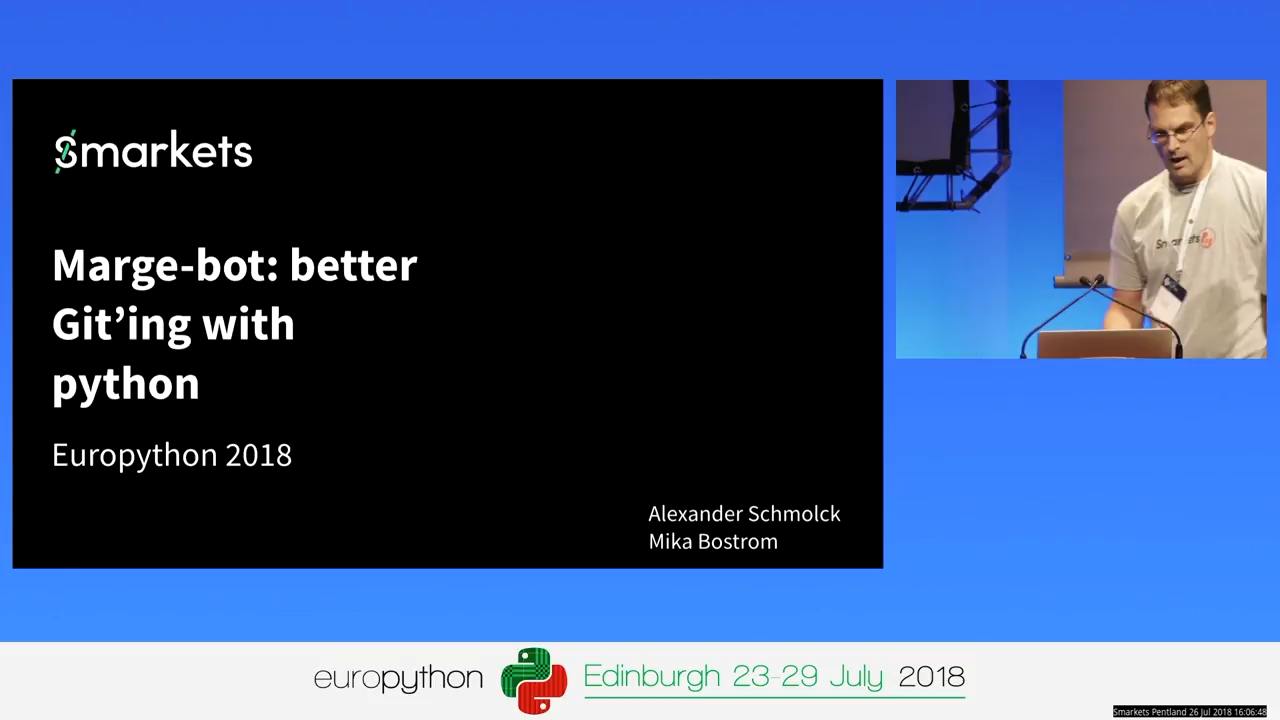 Smarkets
Marge-bot: better
Git’ing with
python
Europython 2018
Alexander Schmolck
Mika Bostrom
europython
Edinburgh 23-29 July 2018
Smarkets Pentland 26 Jul 2018 16:06:48